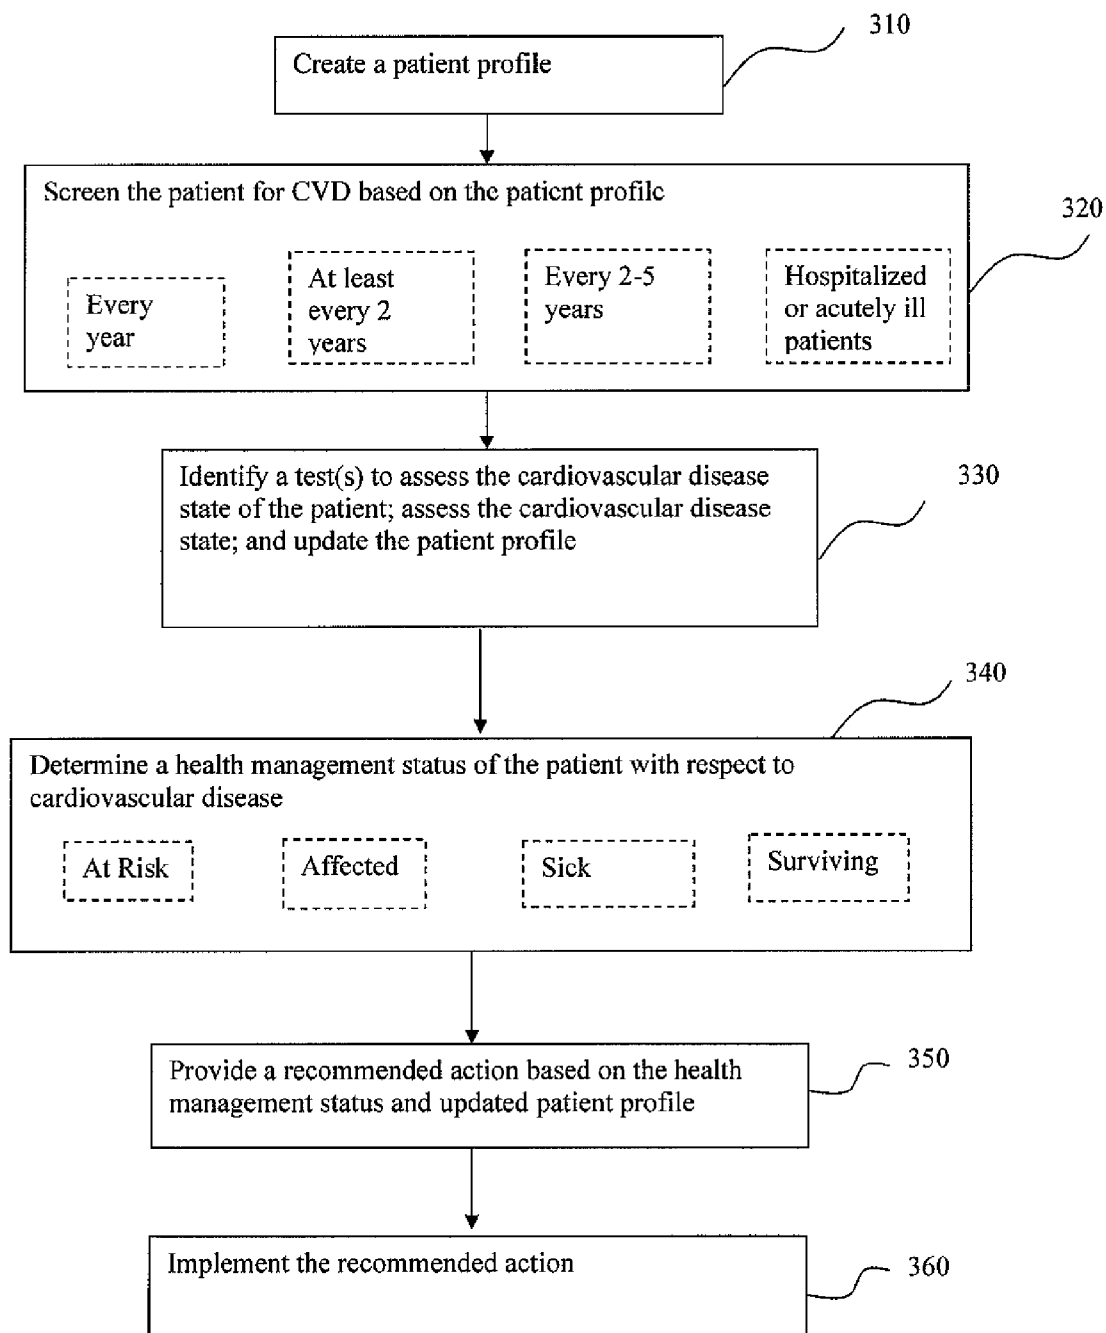 310
Create a patient profile
Screen the patient for CVD based on the patient profile
320
Every
year
At least
every 2
years
Every 2-5
years
Hospitalized
or acutely ill
patients
Identify a test(s) to assess the cardiovascular disease
state of the patient; assess the cardiovascular disease
state; and update the patient profile
330
340
Determine a health management status of the patient with respect to
cardiovascular disease
At Risk
Affected
Sick
Surviving
Provide a recommended action based on the health
management status and updated patient profile
350
Implement the recommended action
360